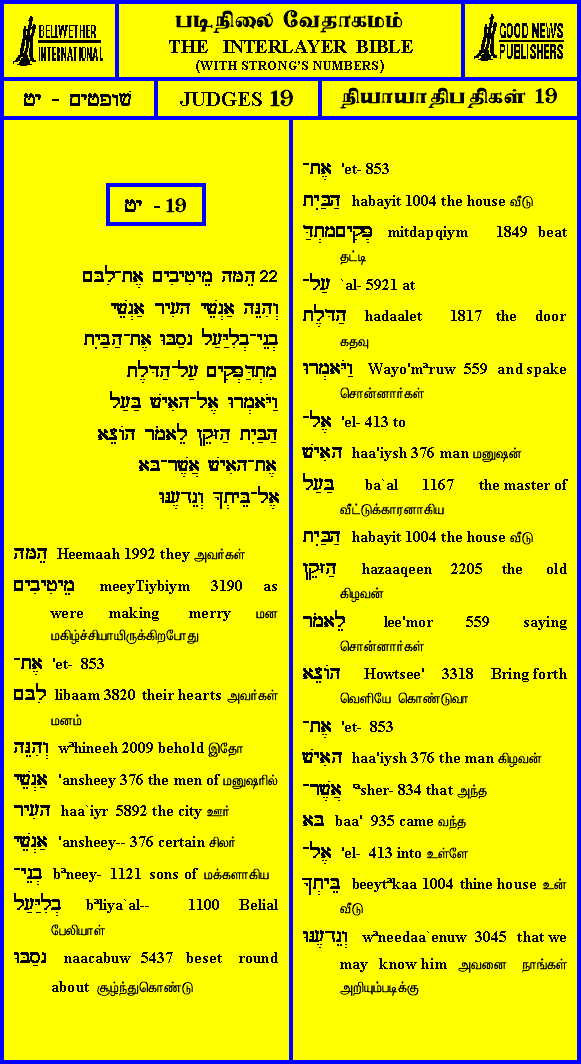 BELLWETHER
INTERNATIONAL
படிநிலை வேதாகமம்
THE INTERLAYER BIBLE
(WITH STRONG'S NUMBERS)
GOOD NEWS
PUBLISHERS
שופטים - יט
JUDGES 19
நியாயாதிபதிகள் 19
יט - 19
22 הֵמָּה מֵיטִיבִים אֶת־לִבָּם
וְהִנֵּה אַנְשֵׁי הָעִיר אַנְשֵׁי
בְנֵי־בְלִיַּעַל נָסַבּוּ אֶת־הַבַּיִת
מִתְדַּפְּקִים עַל־הַדָּלֶת
וַיֹּאמְרוּ אֶל־הָאִישׁ בַּעַל
הַבַּיִת הַזָּקֵן לֵאמֹר הוֹצֵא
אֶת־הָאִישׁ אֲשֶׁר־בָּא
אֶל־בֵּיתְךָ וְנֵדָעֶנּוּ
הֵמָּה Heemaah 1992 they அவர்கள்
מֵיטִיבִים meeyTiybiym 3190 as
were making merry மன
மகிழ்ச்சியாயிருக்கிறபோது
אֶת־ 'et- 853
לִבָּם libaam 3820 their hearts அவர்கள்
மனம்
וְהִנֵּה wªhineeh 2009 behold இதோ
אַנְשֵׁי 'ansheey 376 the men of மனுஷரில்
הָעִיר haa`iyr 5892 the city ஊர்
אַנְשֵׁי 'ansheey-- 376 certain சிலர்
בְנֵי־ bªneey- 1121 sons of மக்களாகிய
בְלִיַּעַל bªliya`al-- 1100 Belial
பேலியாள்
נָסַבּוּ naacabuw 5437 beset round
about சூழ்ந்துகொண்டு
אֶת־ 'et- 853
הַבַּיִת habayit 1004 the house வீடு
פְּקִיםמִתְדַּ mitdapqiym 1849 beat
தட்டி
עַל־ `al- 5921 at
הַדָּלֶת hadaalet 1817 the door
கதவு
וַיֹּאמְרוּ Wayo'mªruw 559 and spake
சொன்னார்கள்
אֶל־ 'el- 413 to
הָאִישׁ haa'iysh 376 man மனுஷன்
בַּעַל ba`al 1167 the master of
வீட்டுக்காரனாகிய
הַבַּיִת habayit 1004 the house வீடு
הַזָּקֵן hazaaqeen 2205 the old
கிழவன்
לֵאמֹר lee'mor 559 saying
சொன்னார்கள்
הוֹצֵא Howtsee' 3318 Bring forth
வெளியே கொண்டுவா
אֶת־ 'et- 853
הָאִישׁ haa'iysh 376 the man கிழவன்
אֲשֶׁר־ ªsher- 834 that அந்த
בָּא baa' 935 came வந்த
אֶל־ 'el- 413 into உள்ளே
בֵּיתְךָ beeytªkaa 1004 thine house உன்
வீடு
וְנֵדָעֶנּוּ wªneedaa`enuw 3045 that we
may know him அவனை நாங்கள்
அறியும்படிக்கு